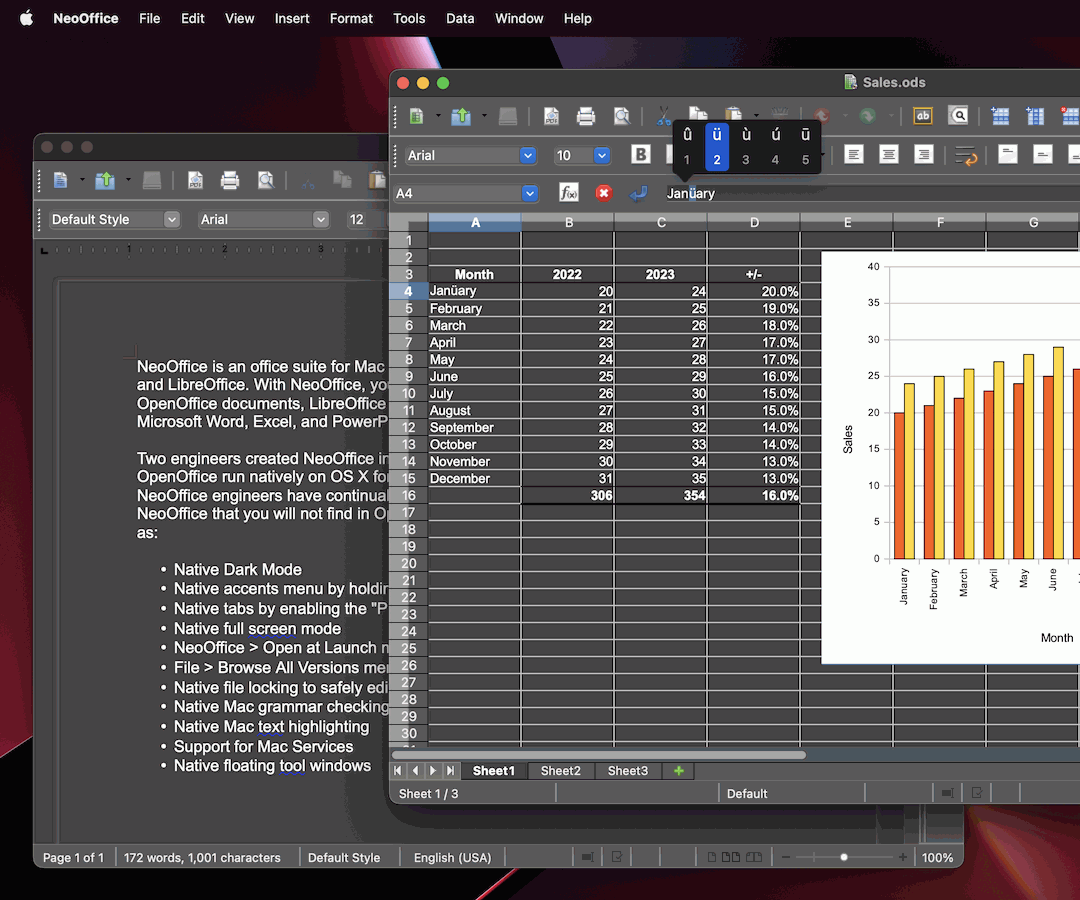 NeoOffice File Edit View Insert Format Tools Data Window Help
Sales.ods
PDF ab
Arial 10 B
û ü ù ú ū
1 2 3 4 5
A4 f(x) Janüary
A B C D E F G
1
2
3 Month 2022 2023 +/-
4 Janüary 20 24 20.0%
5 February 21 25 19.0%
6 March 22 26 18.0%
7 April 23 27 17.0%
8 May 24 28 17.0%
9 June 25 29 16.0%
10 July 26 30 15.0%
11 August 27 31 15.0%
12 September 28 32 14.0%
13 October 29 33 14.0%
14 November 30 34 13.0%
15 December 31 35 13.0%
16 306 354 16.0%
17
18
19
20
21
22
23
24
25
26
27
28
29
30
40
35
30
25
20
15
10
5
0
Sales
January February March April May June
Month
Sheet1 Sheet2 Sheet3
Sheet 1 / 3 Default
PDF
Default Style Arial 12
1 2 3
NeoOffice is an office suite for Mac
and LibreOffice. With NeoOffice, yo
OpenOffice documents, LibreOffice
Microsoft Word, Excel, and PowerP
Two engineers created NeoOffice in
OpenOffice run natively on OS X fo
NeoOffice engineers have continua
NeoOffice that you will not find in Op
as:
• Native Dark Mode
• Native accents menu by holdin
• Native tabs by enabling the "P
• Native full screen mode
• NeoOffice > Open at Launch m
• File > Browse All Versions me
• Native file locking to safely edi
• Native Mac grammar checking
• Native Mac text highlighting
• Support for Mac Services
• Native floating tool windows
Page 1 of 1 172 words, 1,001 characters Default Style English (USA) 100%